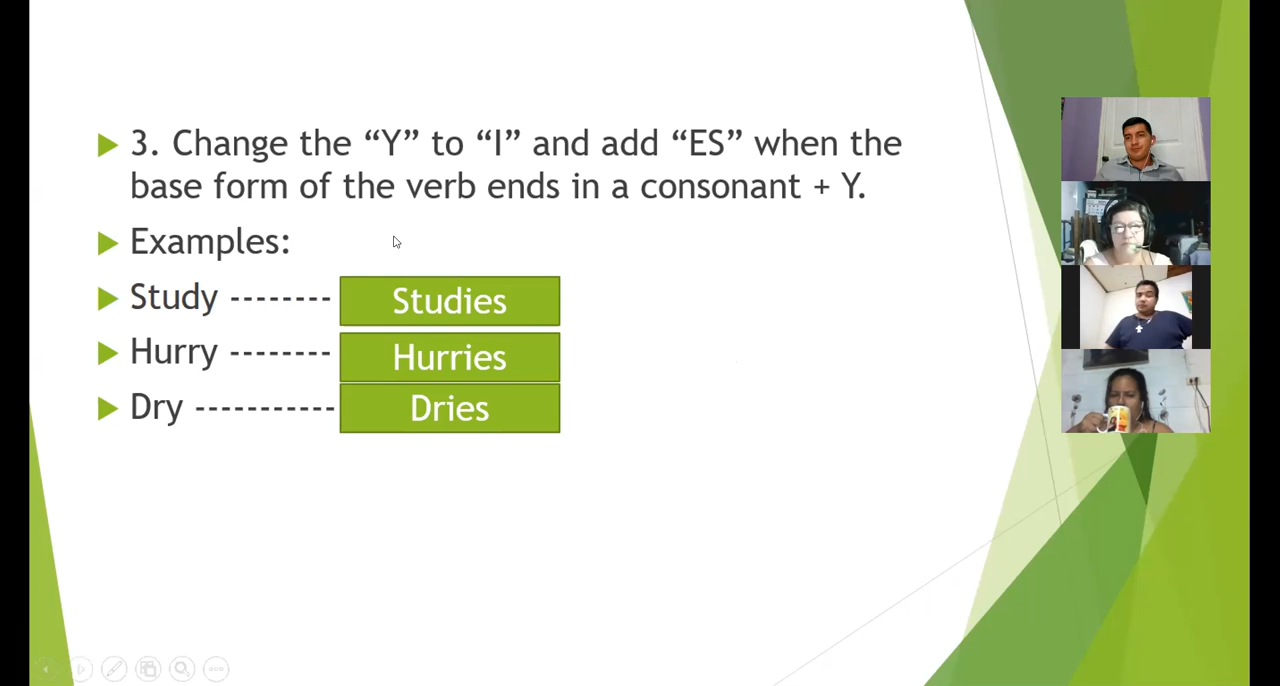 3. Change the “Y” to “I” and add “ES” when the
base form of the verb ends in a consonant + Y.
Examples:
Study -------- Studies
Hurry -------- Hurries
Dry ----------- Dries